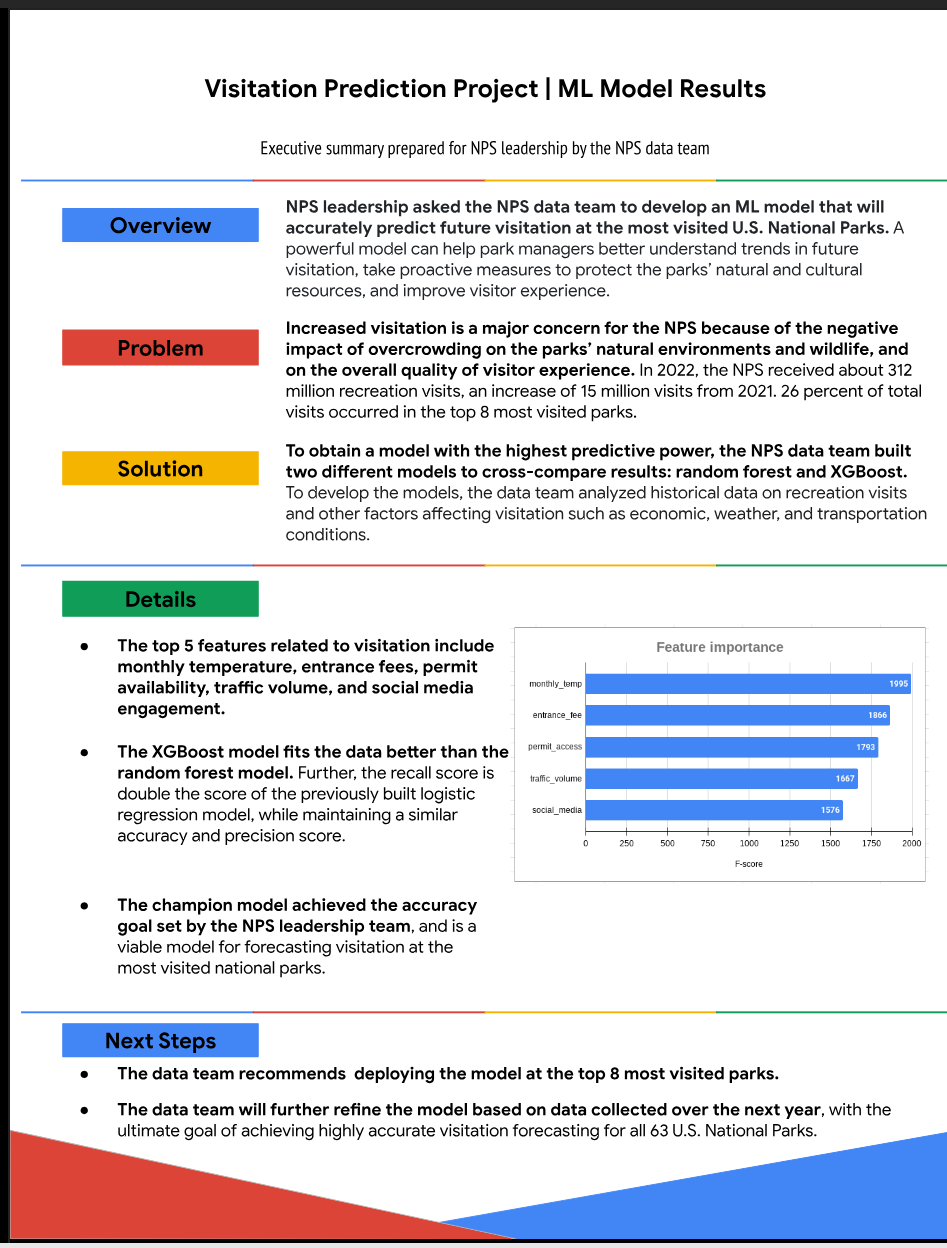 Visitation Prediction Project | ML Model Results
Executive summary prepared for NPS leadership by the NPS data team
Overview
NPS leadership asked the NPS data team to develop an ML model that will
accurately predict future visitation at the most visited U.S. National Parks. A
powerful model can help park managers better understand trends in future
visitation, take proactive measures to protect the parks’ natural and cultural
resources, and improve visitor experience.
Problem
Increased visitation is a major concern for the NPS because of the negative
impact of overcrowding on the parks’ natural environments and wildlife, and
on the overall quality of visitor experience. In 2022, the NPS received about 312
million recreation visits, an increase of 15 million visits from 2021. 26 percent of total
visits occurred in the top 8 most visited parks.
Solution
To obtain a model with the highest predictive power, the NPS data team built
two different models to cross-compare results: random forest and XGBoost.
To develop the models, the data team analyzed historical data on recreation visits
and other factors affecting visitation such as economic, weather, and transportation
conditions.
Details
● The top 5 features related to visitation include
monthly temperature, entrance fees, permit
availability, traffic volume, and social media
engagement.
● The XGBoost model fits the data better than the
random forest model. Further, the recall score is
double the score of the previously built logistic
regression model, while maintaining a similar
accuracy and precision score.
● The champion model achieved the accuracy
goal set by the NPS leadership team, and is a
viable model for forecasting visitation at the
most visited national parks.
Feature importance
monthly_temp 1995
entrance_fee 1866
permit_access 1793
traffic_volume 1667
social_media 1576
0 250 500 750 1000 1250 1500 1750 2000
F-score
Next Steps
● The data team recommends  deploying the model at the top 8 most visited parks.
● The data team will further refine the model based on data collected over the next year, with the
ultimate goal of achieving highly accurate visitation forecasting for all 63 U.S. National Parks.